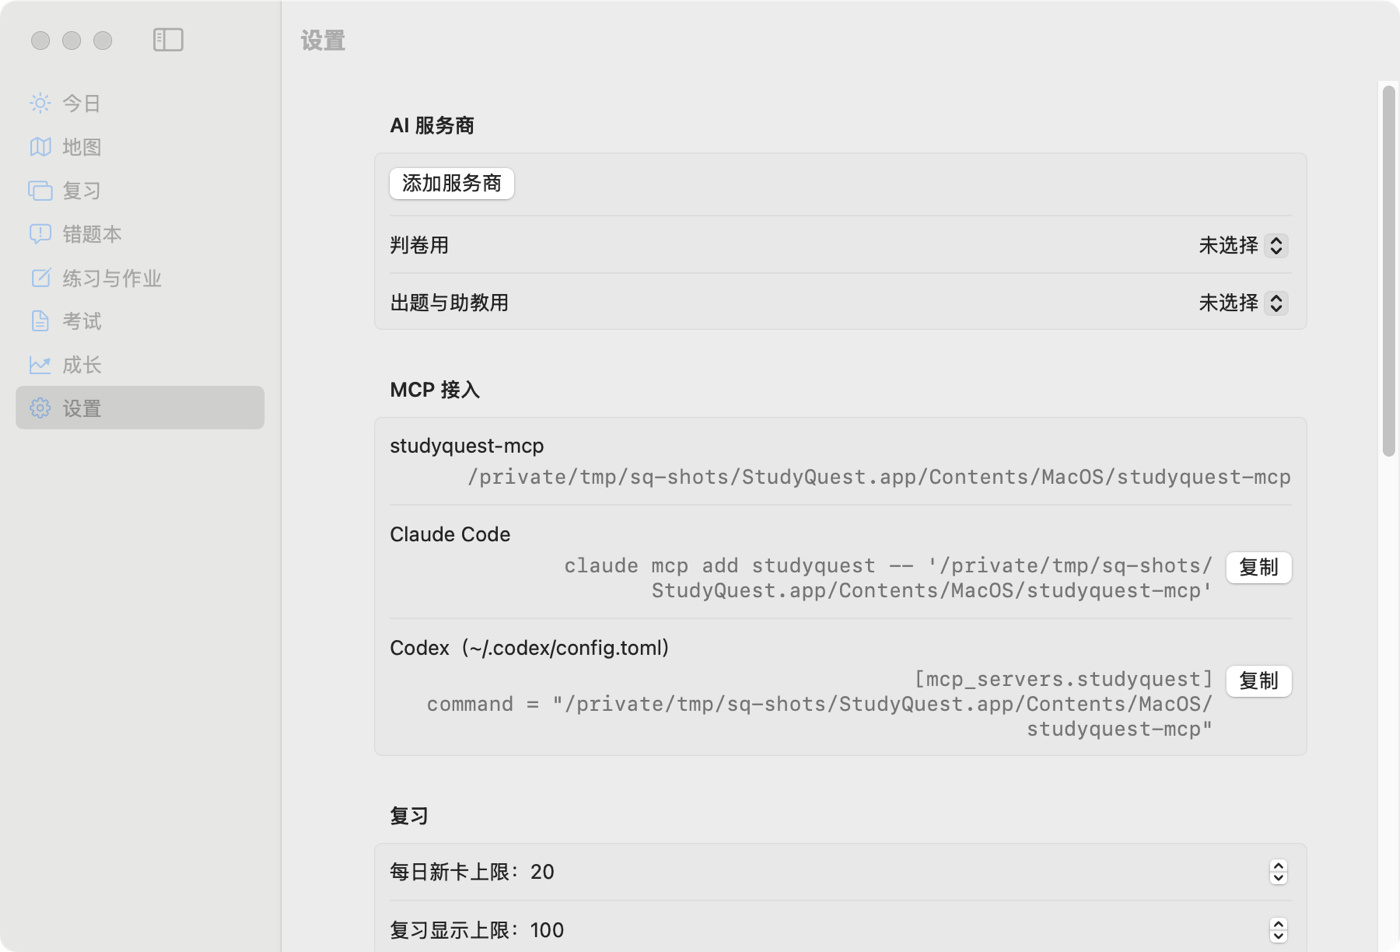 设置
今日
地图
复习
错题本
练习与作业
考试
成长
设置
AI 服务商
添加服务商
判卷用
未选择
出题与助教用
未选择
MCP 接入
studyquest-mcp
/private/tmp/sq-shots/StudyQuest.app/Contents/MacOS/studyquest-mcp
Claude Code
claude mcp add studyquest -- '/private/tmp/sq-shots/
StudyQuest.app/Contents/MacOS/studyquest-mcp'
复制
Codex（~/.codex/config.toml）
[mcp_servers.studyquest]
command = "/private/tmp/sq-shots/StudyQuest.app/Contents/MacOS/
studyquest-mcp"
复制
复习
每日新卡上限：20
复习显示上限：100